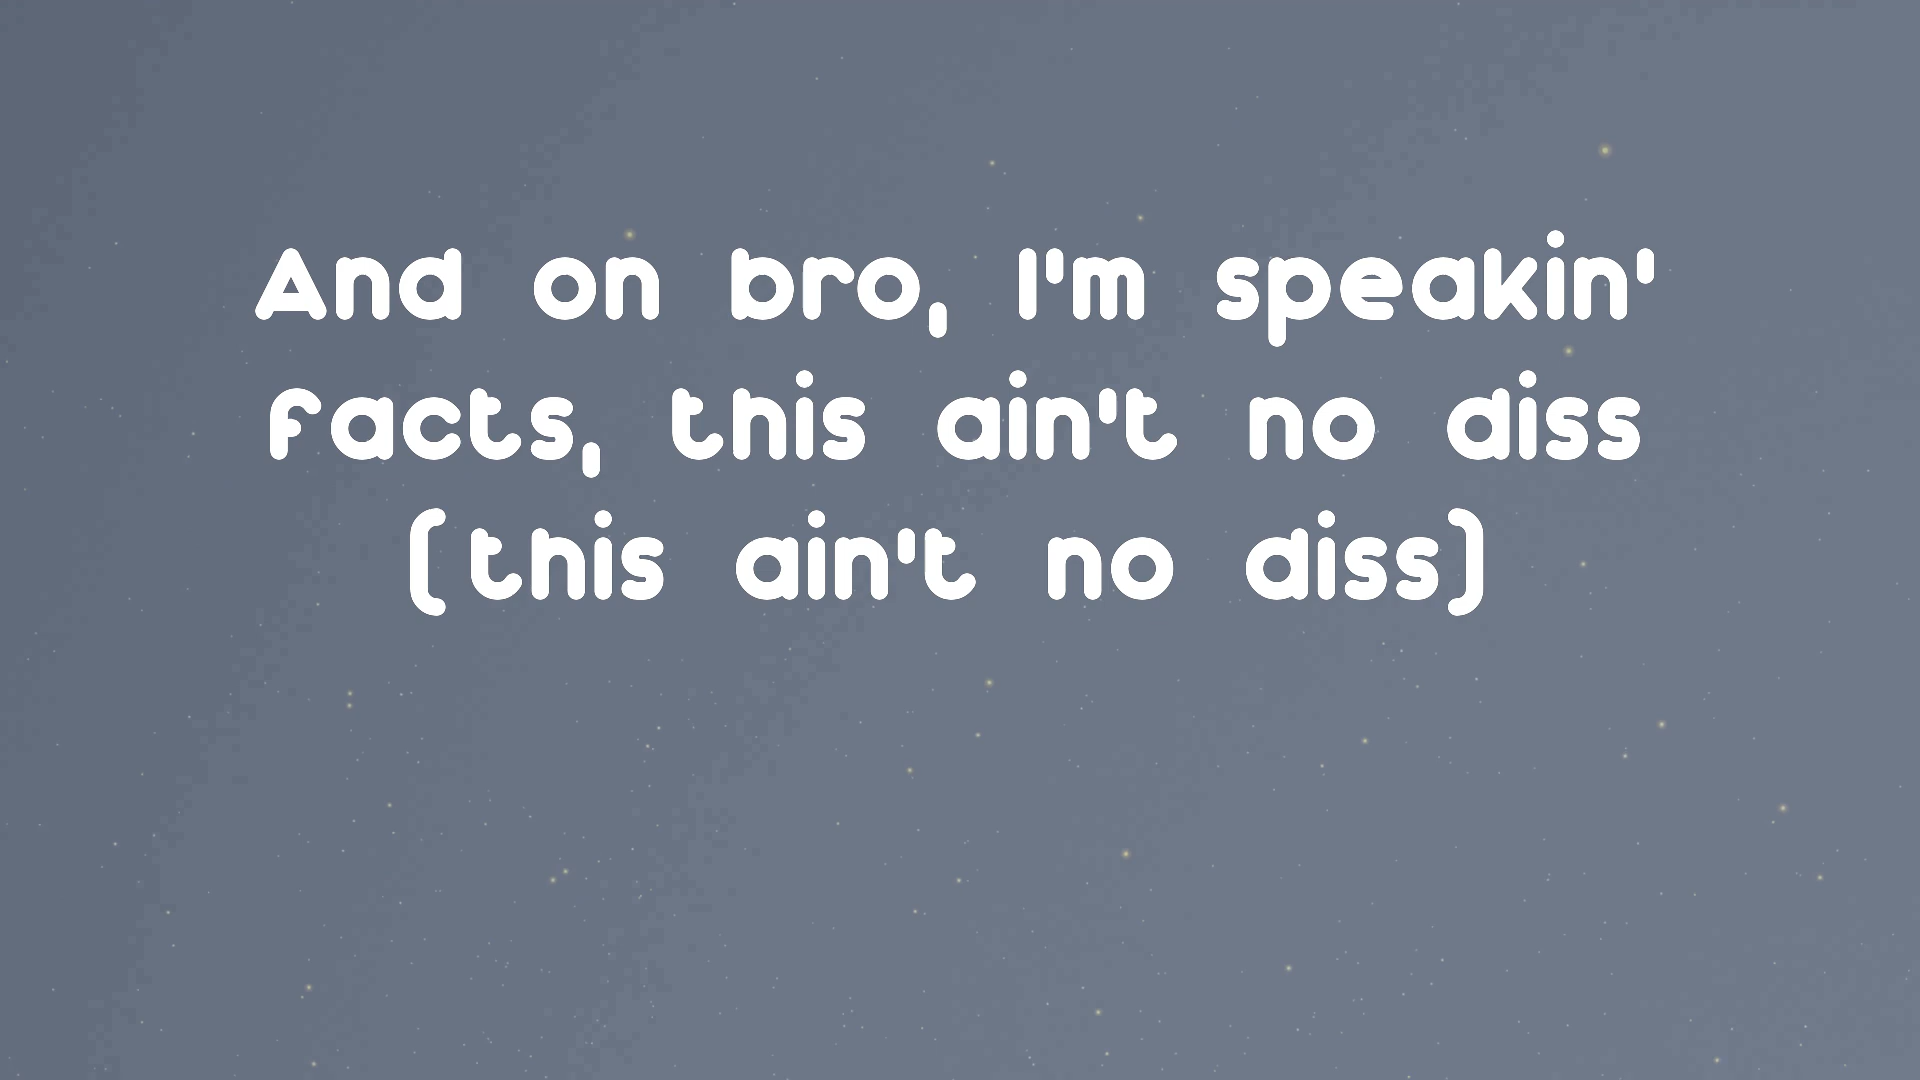 And on bro, I'm speakin'
facts, this ain't no diss
(this ain't no diss)